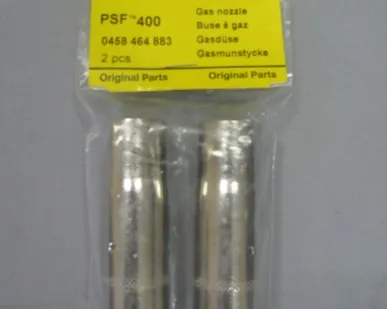 PSF™400
0458 464 883
2 pcs
Gas nozzle
Buse à gaz
Gasdüse
Gasmunstycke
Original Parts Original Parts